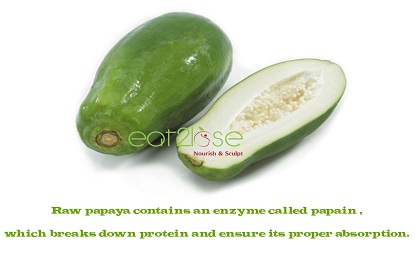 eat2lose
Nourish & Sculpt
Raw papaya contains an enzyme called papain ,
which breaks down protein and ensure its proper absorption.